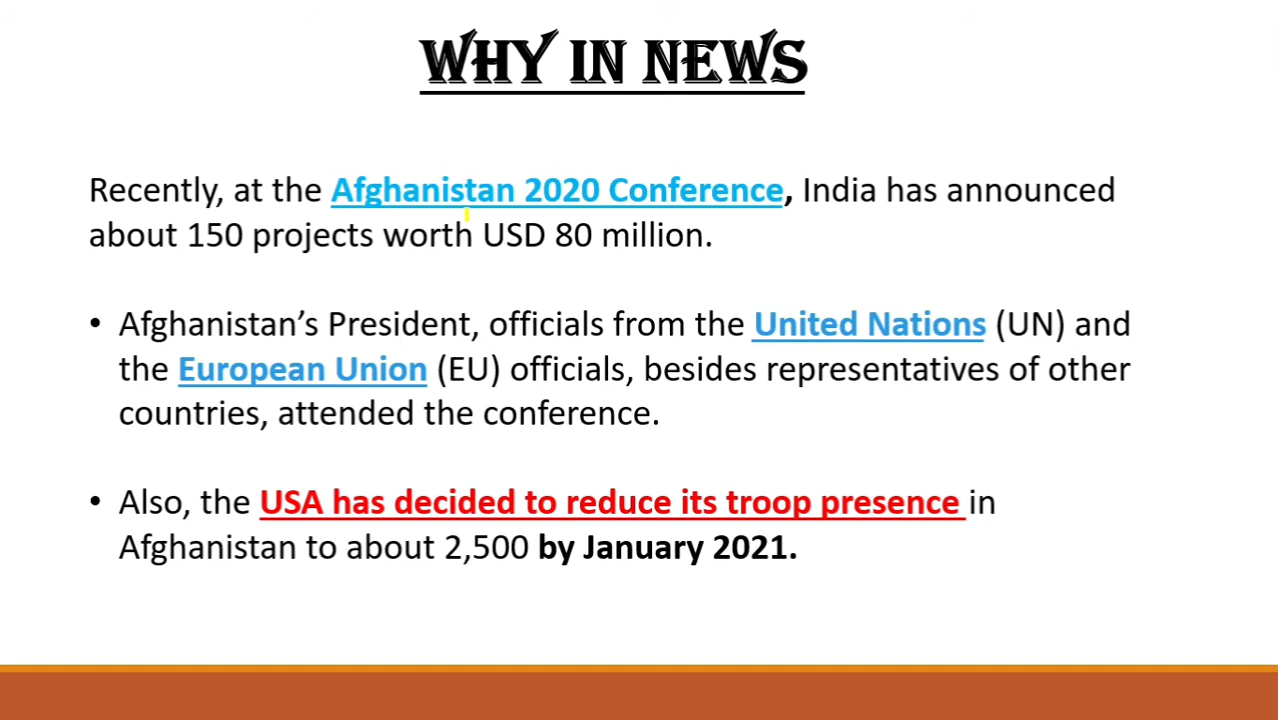 WHY IN NEWS
Recently, at the Afghanistan 2020 Conference, India has announced
about 150 projects worth USD 80 million.
• Afghanistan’s President, officials from the United Nations (UN) and
the European Union (EU) officials, besides representatives of other
countries, attended the conference.
• Also, the USA has decided to reduce its troop presence in
Afghanistan to about 2,500 by January 2021.